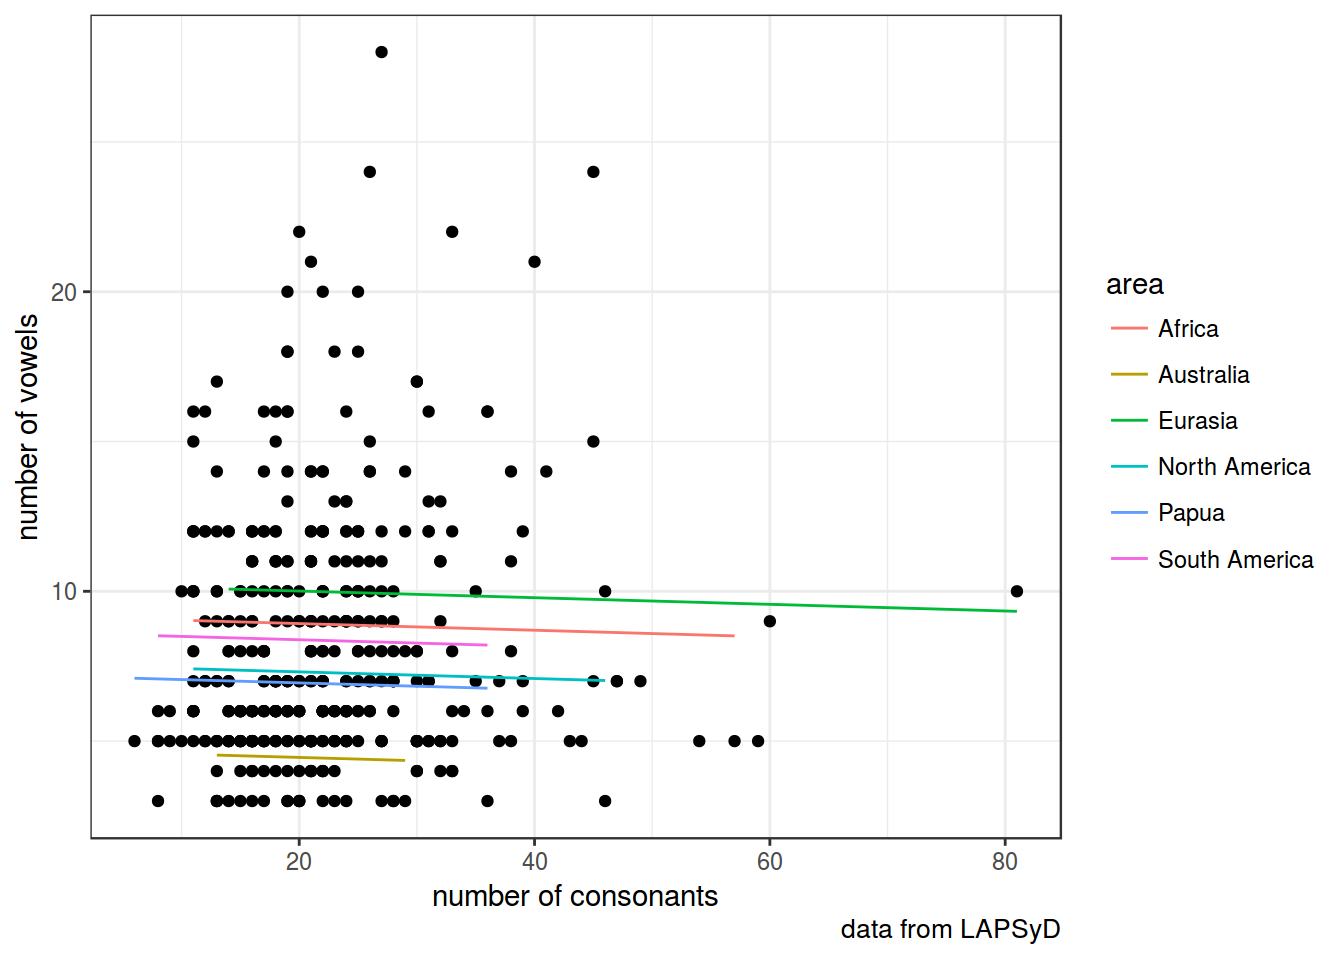 20
10
number of vowels
20
40
60
80
number of consonants
data from LAPSyD
area
Africa
Australia
Eurasia
North America
Papua
South America